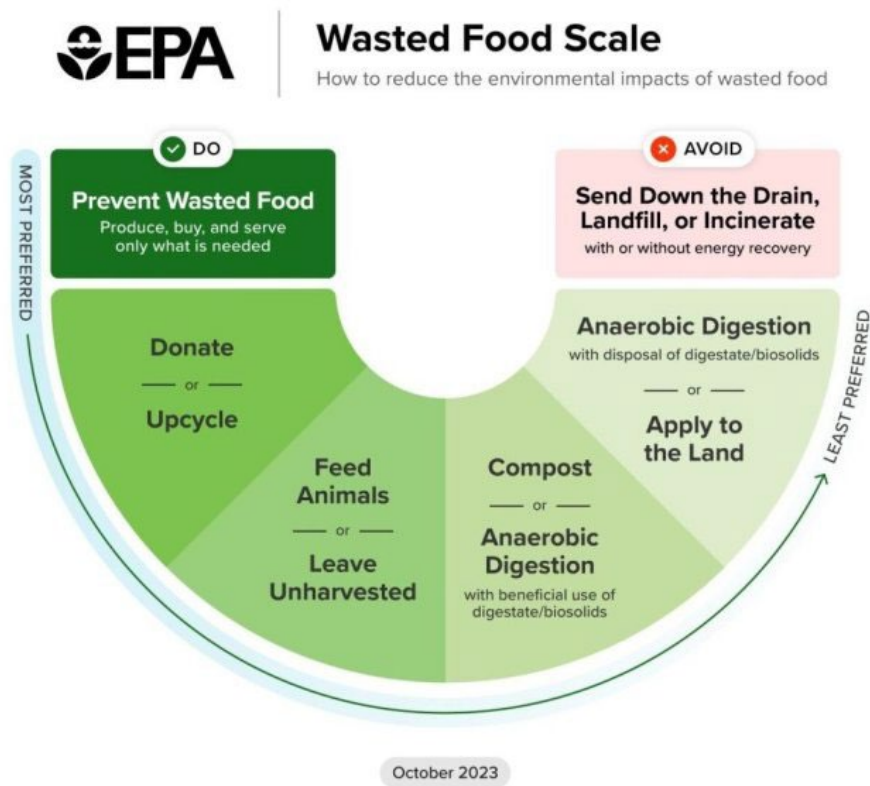 EPA
Wasted Food Scale
How to reduce the environmental impacts of wasted food
DO
Prevent Wasted Food
Produce, buy, and serve
only what is needed
AVOID
Send Down the Drain,
Landfill, or Incinerate
with or without energy recovery
MOST PREFERRED
Donate
or
Upcycle
Feed
Animals
or
Leave
Unharvested
Compost
or
Anaerobic
Digestion
with beneficial use of
digestate/biosolids
Anaerobic Digestion
with disposal of digestate/biosolids
or
Apply to
the Land
LEAST PREFERRED
October 2023